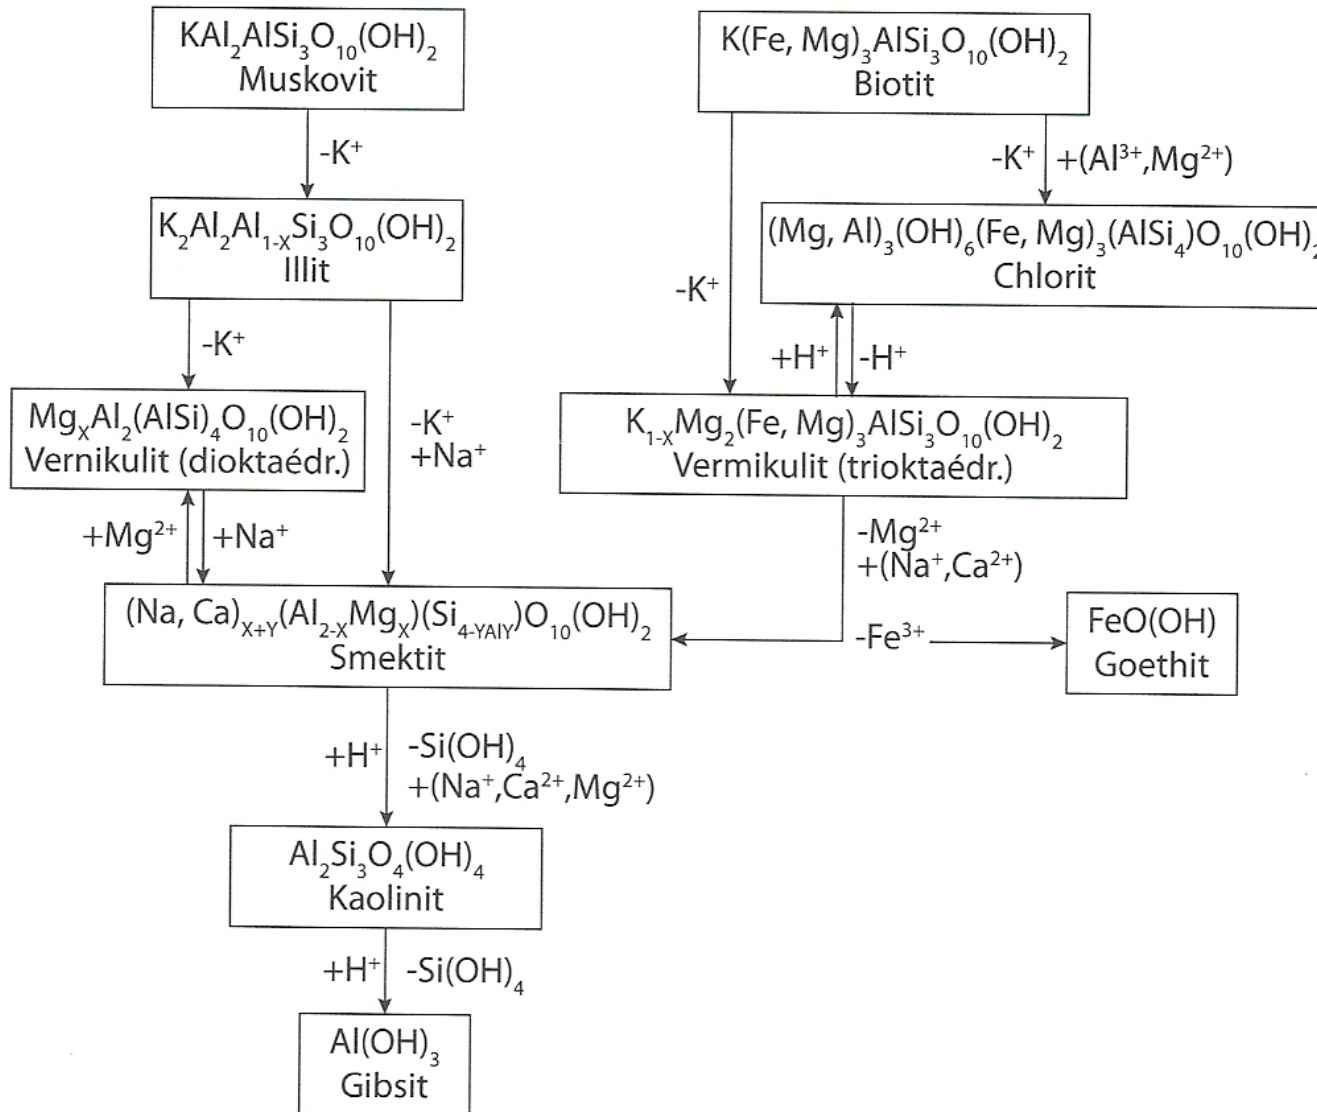 KAl₂AlSi₃O₁₀(OH)₂
Muskovit
K(Fe, Mg)₃AlSi₃O₁₀(OH)₂
Biotit
-K⁺
-K⁺ +(Al³⁺,Mg²⁺)
K₂Al₂Al₁₋ₓSi₃O₁₀(OH)₂
Illit
(Mg, Al)₃(OH)₆(Fe, Mg)₃(AlSi₄)O₁₀(OH)₂
Chlorit
-K⁺
-K⁺
+H⁺ -H⁺
MgₓAl₂(AlSi)₄O₁₀(OH)₂
Vernikulit (dioktaédr.)
-K⁺
+Na⁺
K₁₋ₓMg₂(Fe, Mg)₃AlSi₃O₁₀(OH)₂
Vermikulit (trioktaédr.)
+Mg²⁺ +Na⁺
-Mg²⁺
+(Na⁺,Ca²⁺)
(Na, Ca)X+Y(Al2-XMgX)(Si4-YAlY)O₁₀(OH)₂
Smektit
-Fe³⁺
FeO(OH)
Goethit
+H⁺ -Si(OH)₄
+(Na⁺,Ca²⁺,Mg²⁺)
Al₂Si₃O₄(OH)₄
Kaolinit
+H⁺ -Si(OH)₄
Al(OH)₃
Gibsit